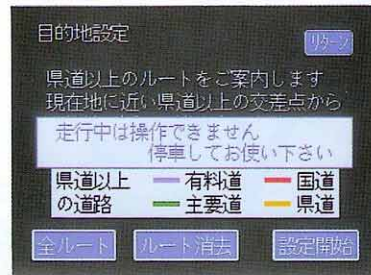 目的地設定
リターン
県道以上のルートをご案内します
現在地に近い県道以上の交差点から
走行中は操作できません
停車してお使い下さい
県道以上 有料道 国道
の道路 主要道 県道
全ルート ルート消去 設定開始